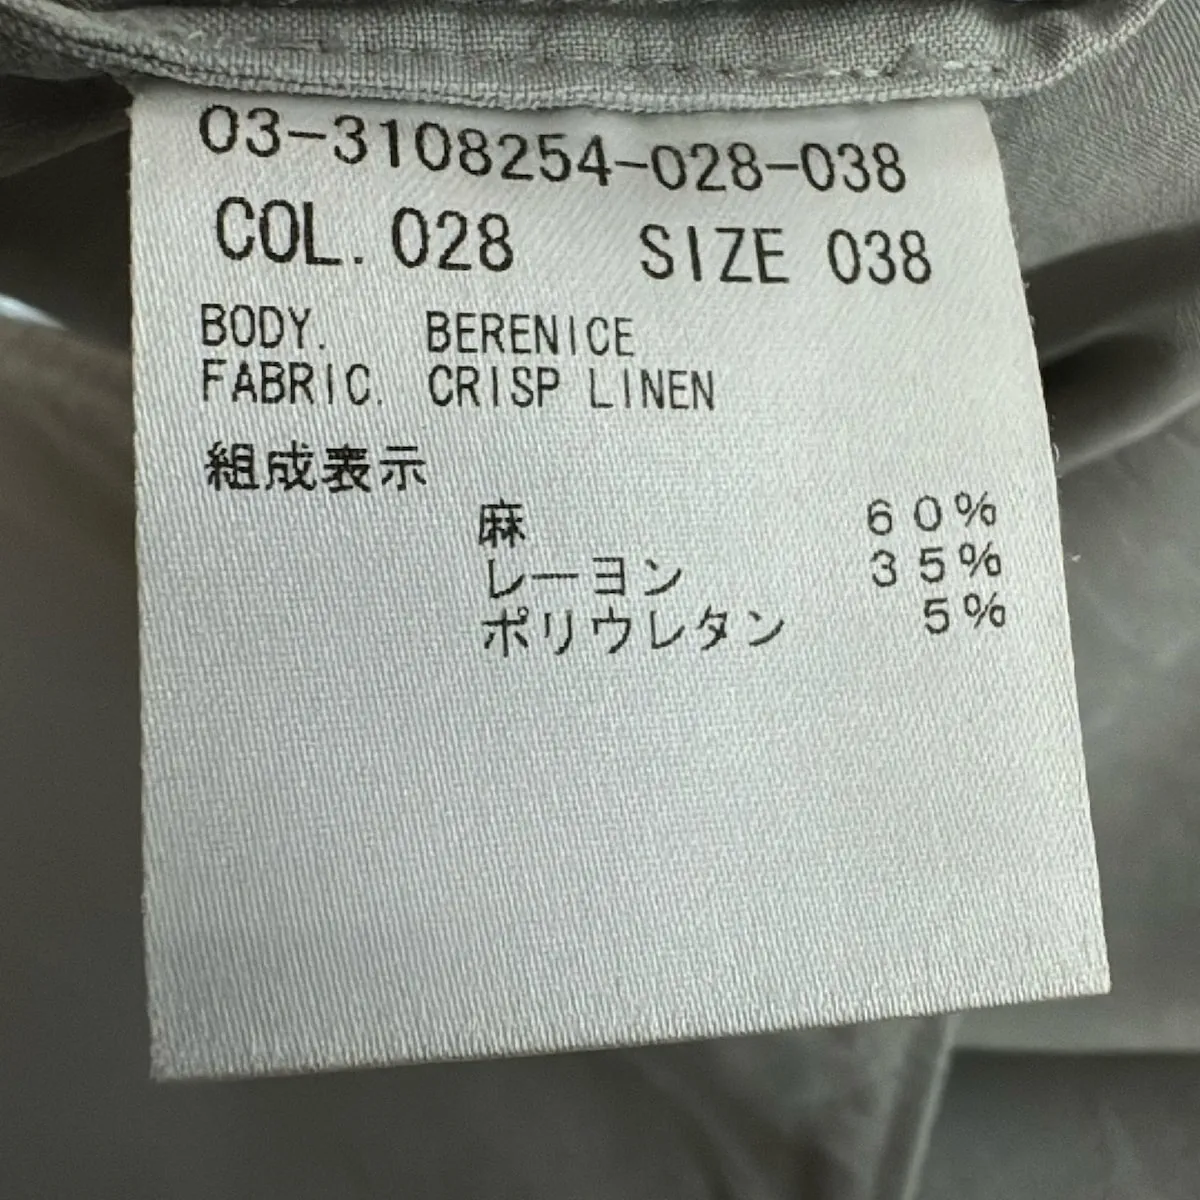 03-3108254-028-038
COL. 028 SIZE 038
BODY. BERENICE
FABRIC. CRISP LINEN
組成表示
麻 60%
レーヨン 35%
ポリウレタン 5%